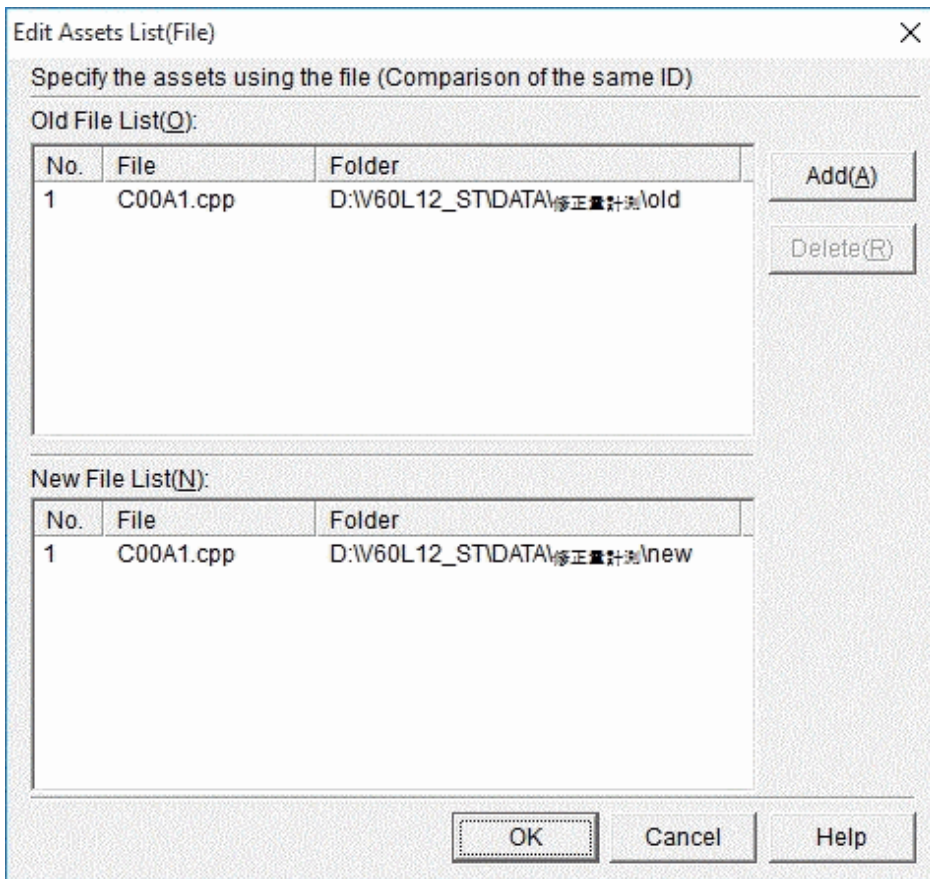 Edit Assets List(File)
Specify the assets using the file (Comparison of the same ID)
Old File List(O):
No. File Folder
1 C00A1.cpp D:\V60L12_ST\DATA\修正量計測\old
Add(A)
Delete(R)
New File List(N):
No. File Folder
1 C00A1.cpp D:\V60L12_ST\DATA\修正量計測\new
OK Cancel Help